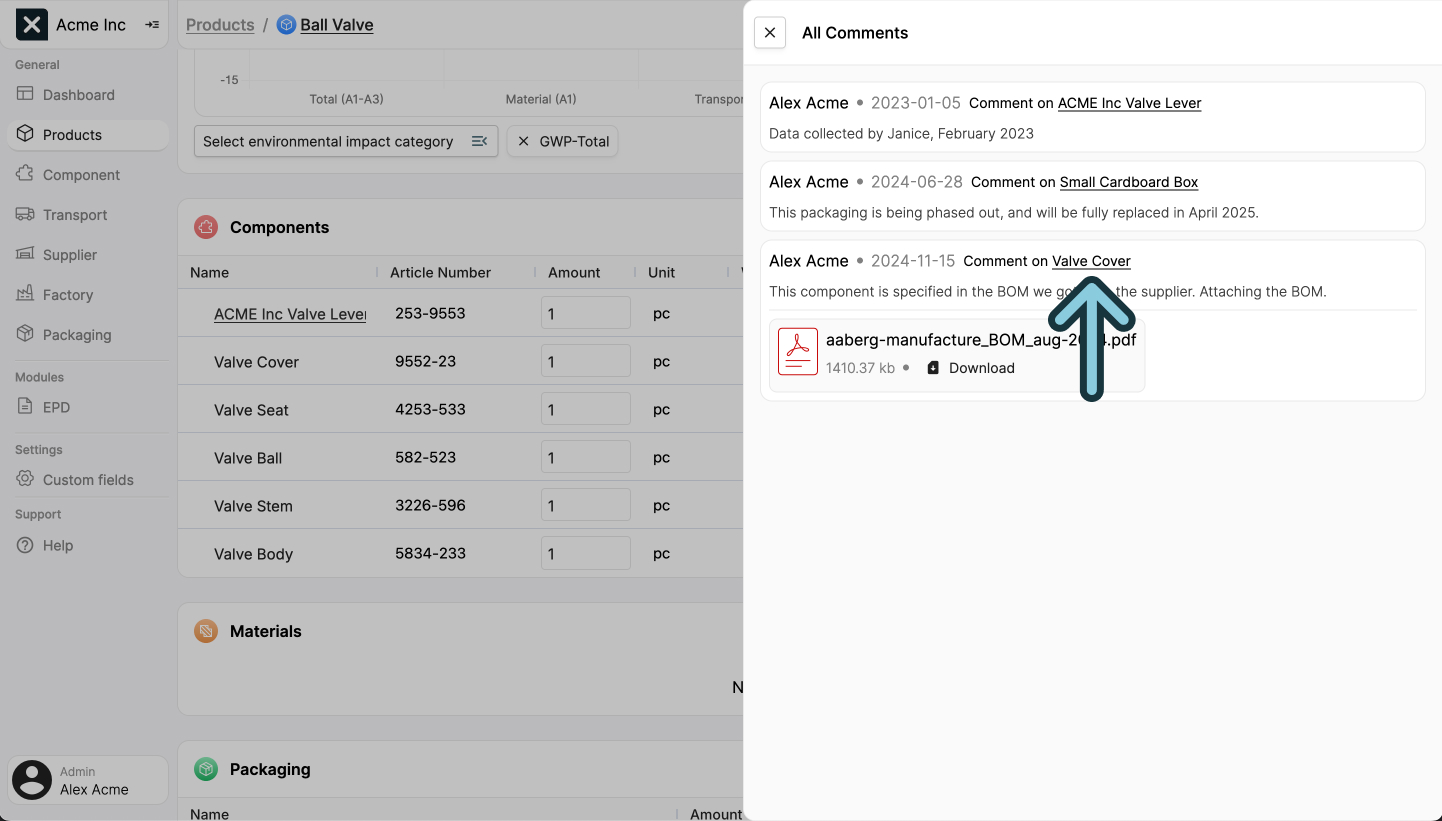 Acme Inc
General
Dashboard
Products
Component
Transport
Supplier
Factory
Packaging
Modules
EPD
Settings
Custom fields
Support
Help
Admin
Alex Acme
Products / Ball Valve
-15
Total (A1-A3) Material (A1) Transpor
Select environmental impact category GWP-Total
Components
Name Article Number Amount Unit
ACME Inc Valve Lever 253-9553 1 pc
Valve Cover 9552-23 1 pc
Valve Seat 4253-533 1 pc
Valve Ball 582-523 1 pc
Valve Stem 3226-596 1 pc
Valve Body 5834-233 1 pc
Materials
N
Packaging
Name Amount
All Comments
Alex Acme • 2023-01-05 Comment on ACME Inc Valve Lever
Data collected by Janice, February 2023
Alex Acme • 2024-06-28 Comment on Small Cardboard Box
This packaging is being phased out, and will be fully replaced in April 2025.
Alex Acme • 2024-11-15 Comment on Valve Cover
This component is specified in the BOM we the supplier. Attaching the BOM.
aaberg-manufacture_BOM_aug-2 4.pdf
1410.37 kb • Download